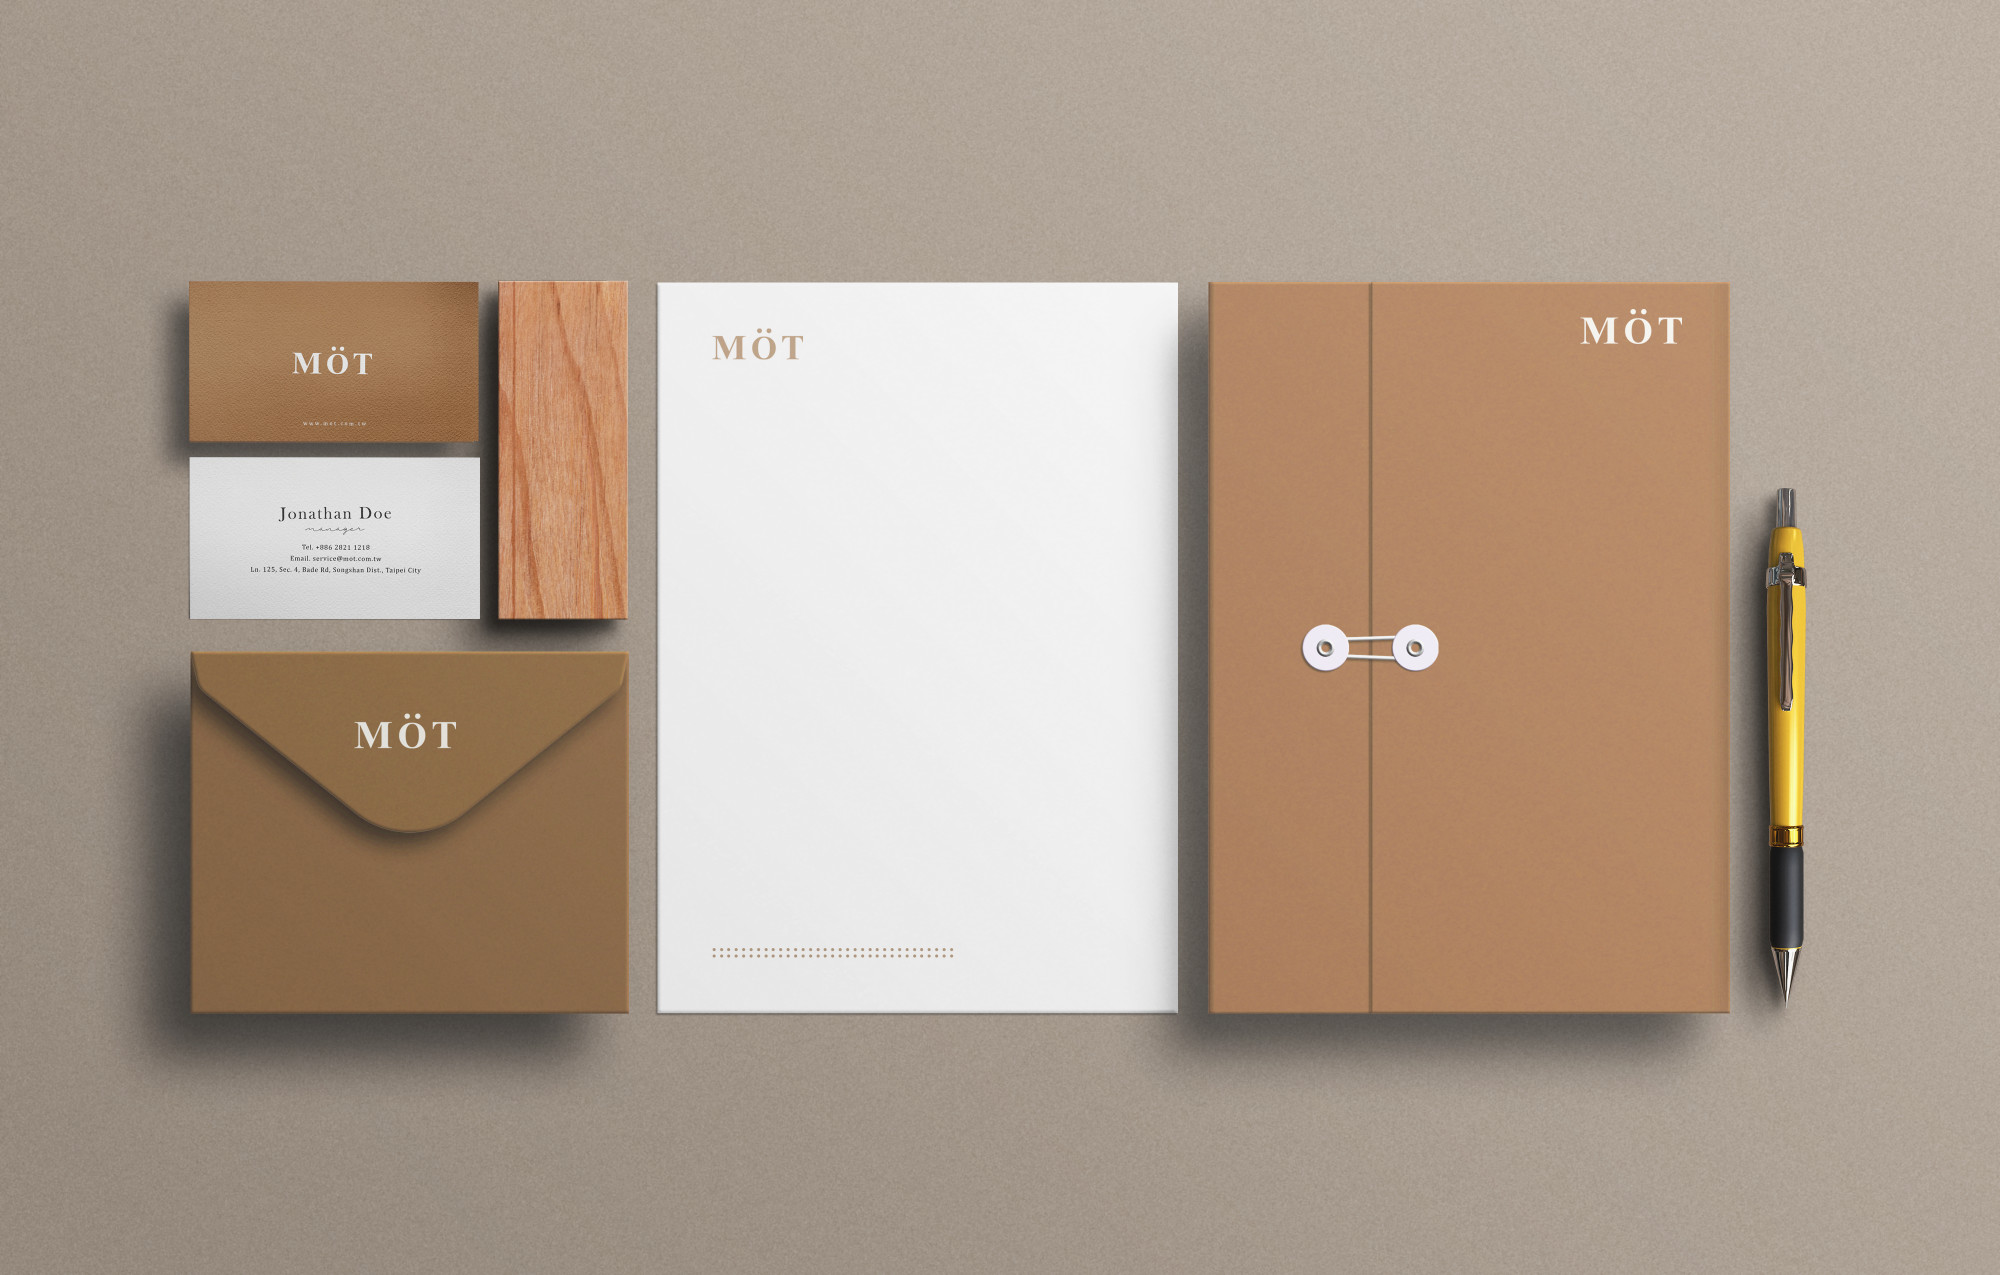 MÖT
www.möt.com.tw
Jonathan Doe
manager
Tel. +886 2821 1218
Email. service@mot.com.tw
Ln. 125, Sec. 4, Bade Rd, Songshan Dist., Taipei City
MÖT
MÖT
MÖT